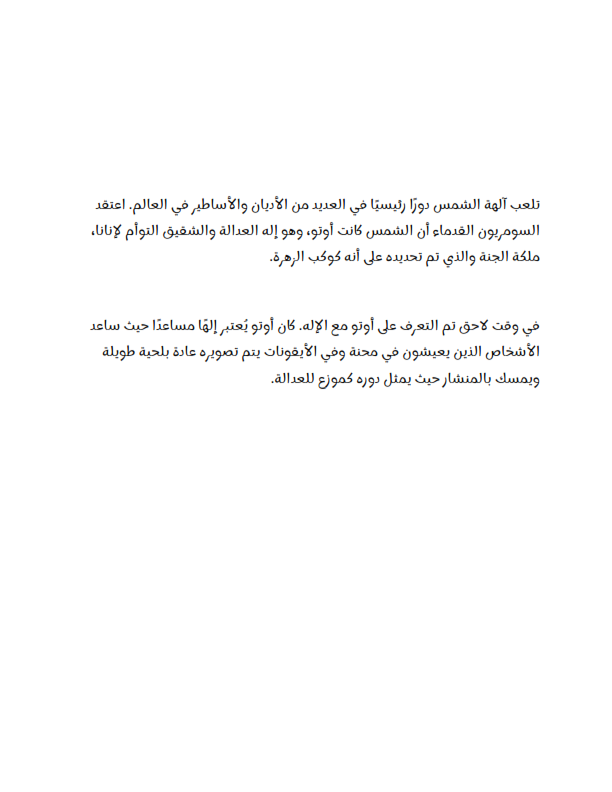 تلعب آلهة الشمس دورًا رئيسيًا في العديد من الأديان والأساطير في العالم. اعتقد
السومريون القدماء أن الشمس كانت أوتو، وهو إله العدالة والشقيق التوأم لإنانا،
ملكة الجنة والذي تم تحديده على أنه كوكب الزهرة.
في وقت لاحق تم التعرف على أوتو مع الإله. كان أوتو يُعتبر إلهًا مساعدًا حيث ساعد
الأشخاص الذين يعيشون في محنة وفي الأيقونات يتم تصويره عادة بلحية طويلة
ويمسك بالمنشار حيث يمثل دوره كموزع للعدالة.